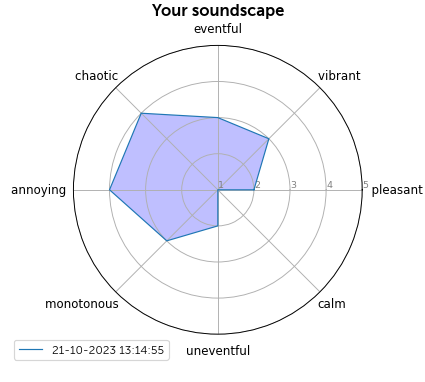 Your soundscape
eventful
chaotic
vibrant
annoying
1 2 3 4 5
pleasant
monotonous
calm
uneventful
21-10-2023 13:14:55